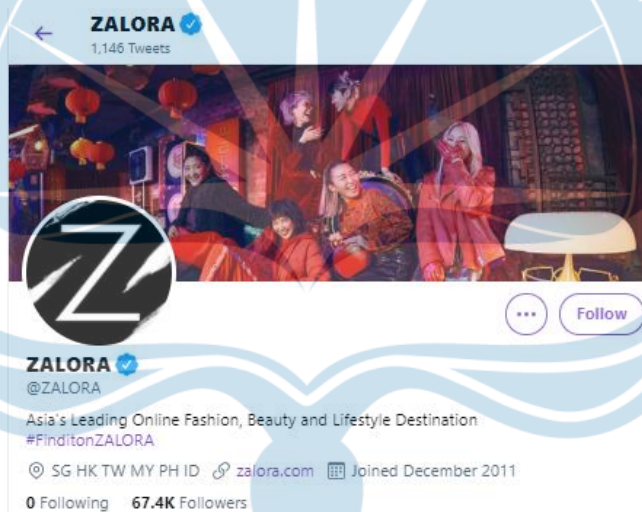 ZALORA
1,146 Tweets
Z
Follow
ZALORA
@ZALORA
Asia's Leading Online Fashion, Beauty and Lifestyle Destination
#FInditonZALORA
SG HK TW MY PH ID zalora.com Joined December 2011
0 Following 67.4K Followers